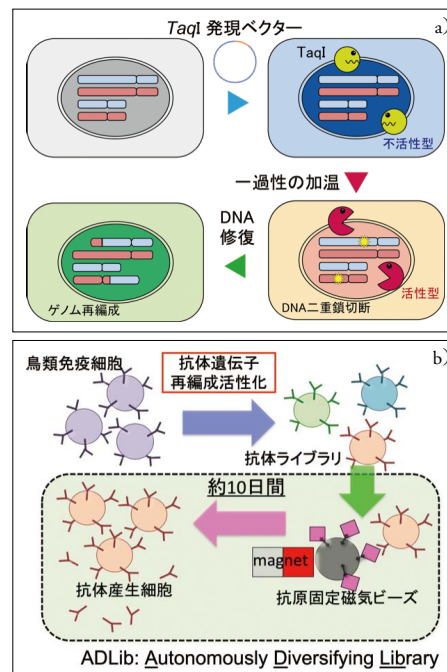 TaqI 発現ベクター
a)
TaqI
不活性型
一過性の加温
DNA
修復
ゲノム再編成
DNA二重鎖切断
活性型
b)
鳥類免疫細胞
抗体遺伝子
再編成活性化
抗体ライブラリ
約10日間
magnet
抗体産生細胞
抗原固定磁気ビーズ
ADLib: Autonomously Diversifying Library